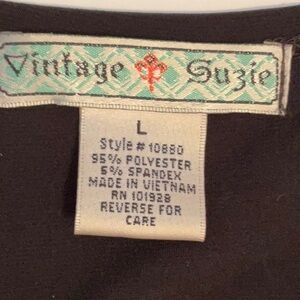 Vintage Suzie
L
Style # 10880
95% POLYESTER
5% SPANDEX
MADE IN VIETNAM
RN 101928
REVERSE FOR
CARE